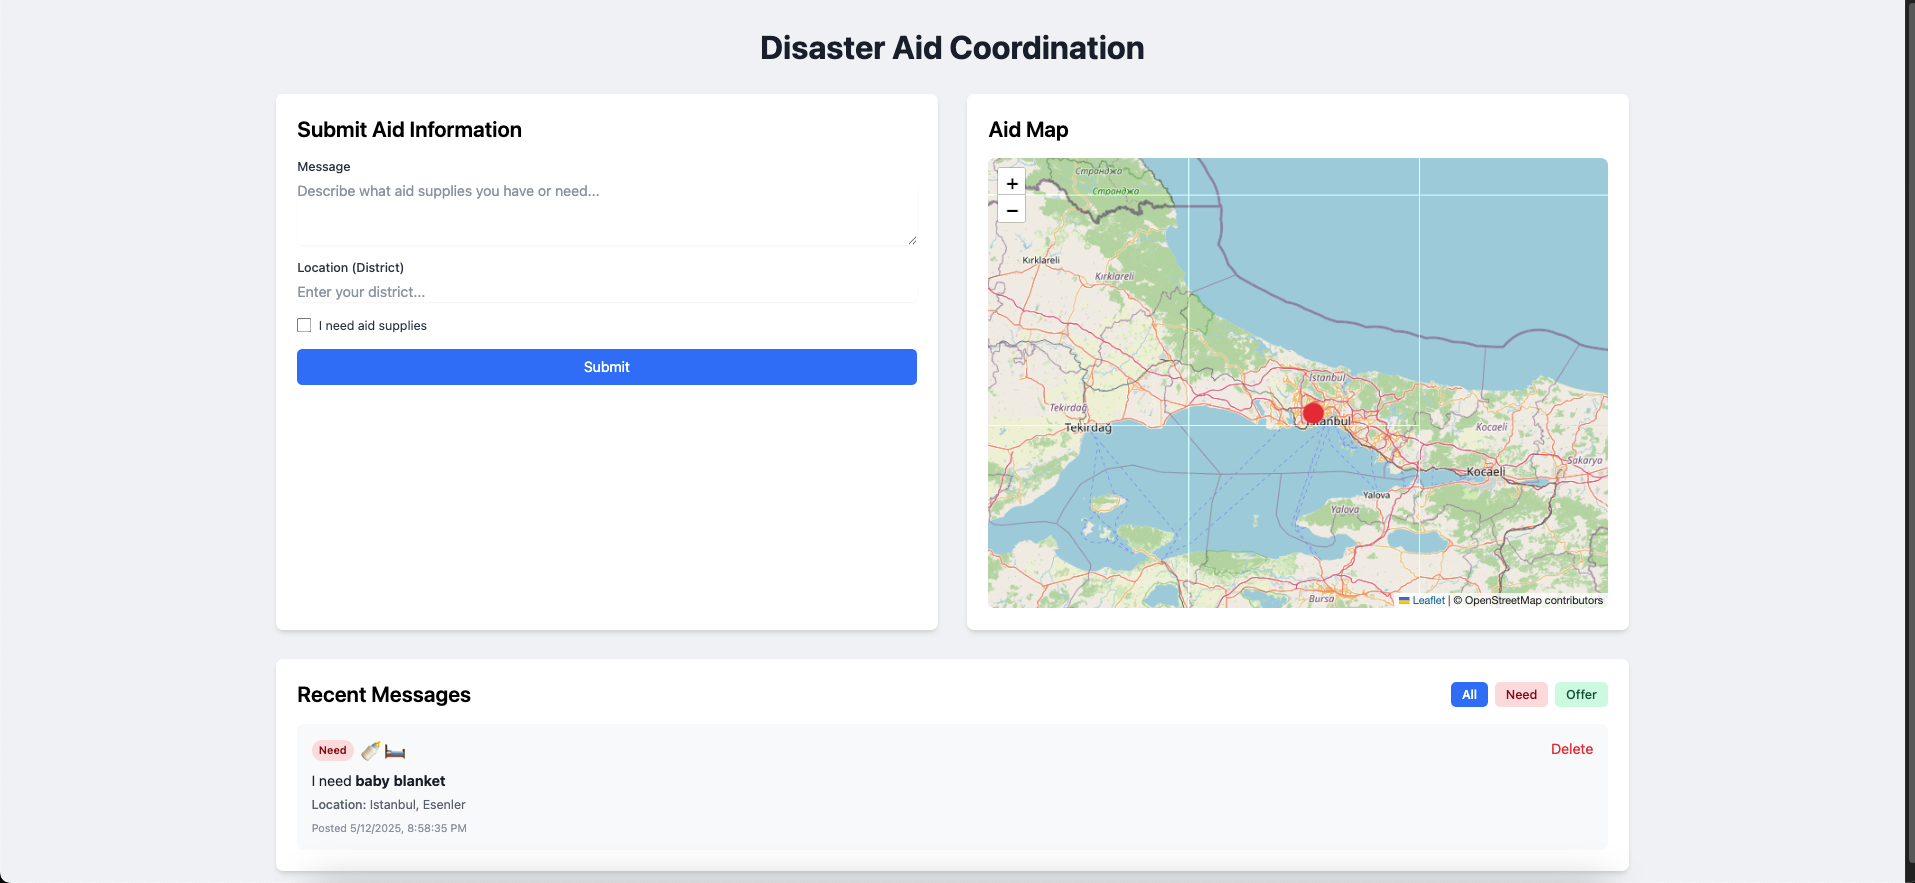 Disaster Aid Coordination
Submit Aid Information
Message
Describe what aid supplies you have or need...
Location (District)
Enter your district...
I need aid supplies
Submit
Aid Map
+
−
Странджа
Странджа
Kırklareli
Kırklareli
İstanbul
Tekirdağ
Tekirdağ
Kocaeli
Sakarya
Kocaeli
Yalova
Yalova
Bursa
Leaflet | © OpenStreetMap contributors
Recent Messages
All Need Offer
Need
Delete
I need baby blanket
Location: Istanbul, Esenler
Posted 5/12/2025, 8:58:35 PM